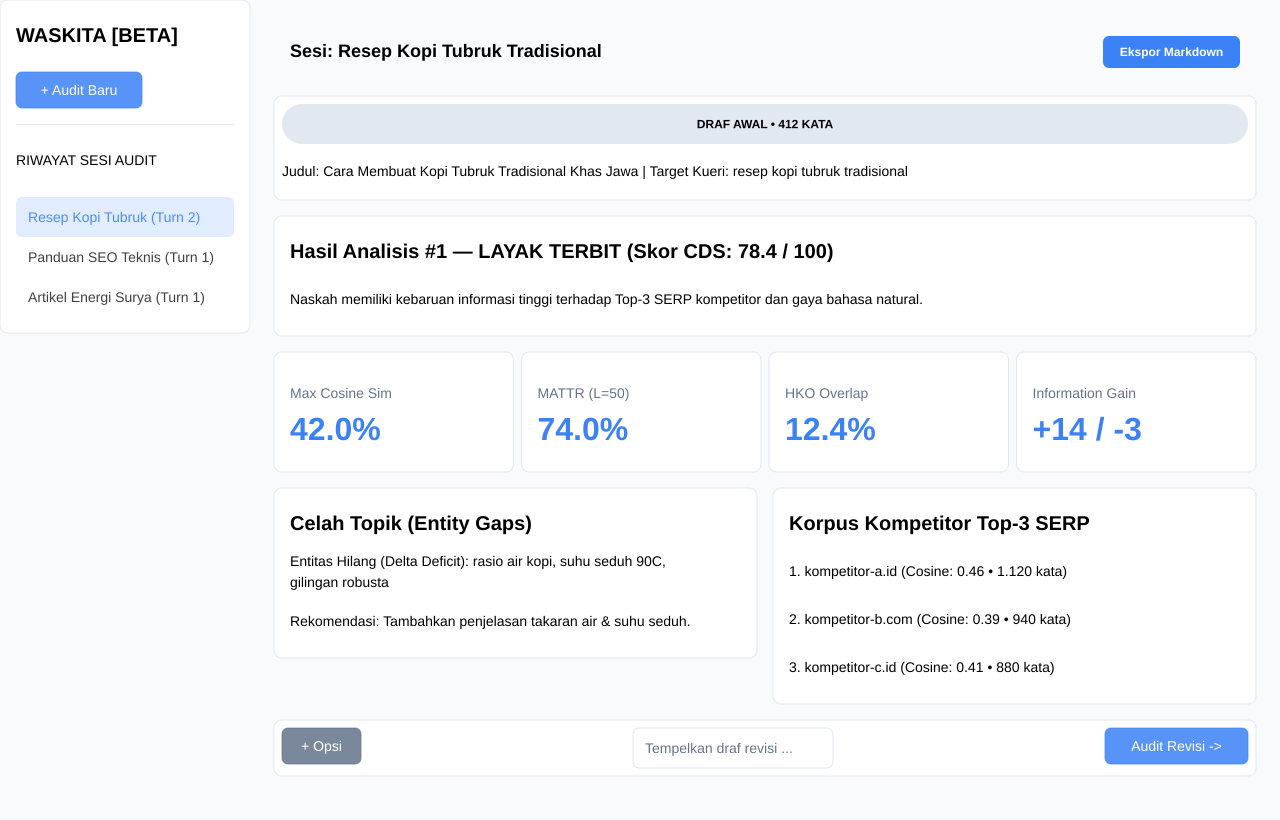 WASKITA [BETA]
+ Audit Baru
RIWAYAT SESI AUDIT
Resep Kopi Tubruk (Turn 2)
Panduan SEO Teknis (Turn 1)
Artikel Energi Surya (Turn 1)
Sesi: Resep Kopi Tubruk Tradisional
Ekspor Markdown
DRAF AWAL • 412 KATA
Judul: Cara Membuat Kopi Tubruk Tradisional Khas Jawa | Target Kueri: resep kopi tubruk tradisional
Hasil Analisis #1 — LAYAK TERBIT (Skor CDS: 78.4 / 100)
Naskah memiliki kebaruan informasi tinggi terhadap Top-3 SERP kompetitor dan gaya bahasa natural.
Max Cosine Sim
42.0%
MATTR (L=50)
74.0%
HKO Overlap
12.4%
Information Gain
+14 / -3
Celah Topik (Entity Gaps)
Entitas Hilang (Delta Deficit): rasio air kopi, suhu seduh 90C,
gilingan robusta
Rekomendasi: Tambahkan penjelasan takaran air & suhu seduh.
Korpus Kompetitor Top-3 SERP
1. kompetitor-a.id (Cosine: 0.46 • 1.120 kata)
2. kompetitor-b.com (Cosine: 0.39 • 940 kata)
3. kompetitor-c.id (Cosine: 0.41 • 880 kata)
+ Opsi
Tempelkan draf revisi ...
Audit Revisi ->